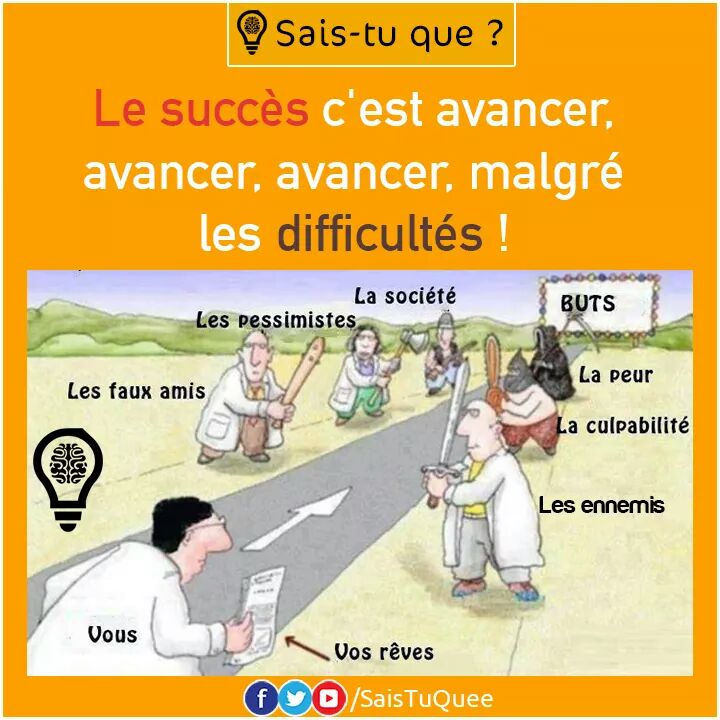 Sais-tu que ?
Le succès c'est avancer,
avancer, avancer, malgré
les difficultés !
La société
BUTS
Les pessimistes
La peur
Les faux amis
La culpabilité
Les ennemis
Vous
Vos rêves
/SaisTuQuee